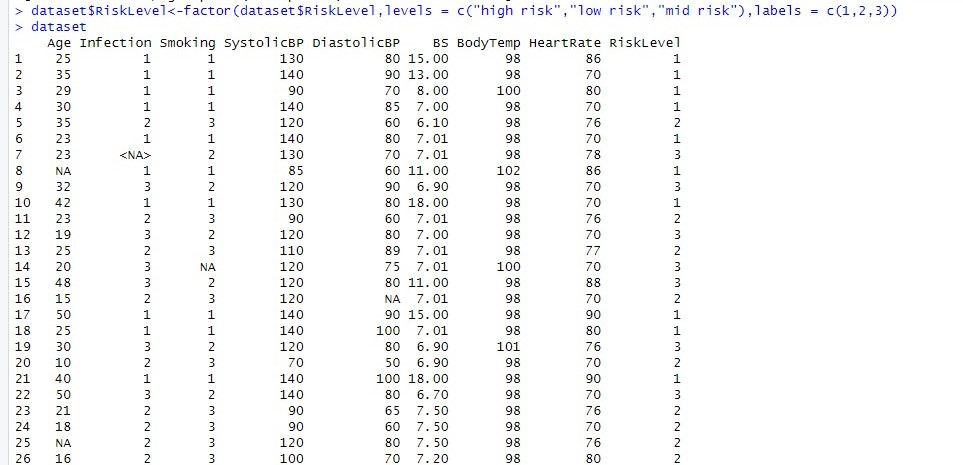 > dataset$RiskLevel<-factor(dataset$RiskLevel,levels = c("high risk","low risk","mid risk"),labels = c(1,2,3))
> dataset
Age Infection Smoking SystolicBP DiastolicBP BS BodyTemp HeartRate RiskLevel
1 25 1 1 130 80 15.00 98 86 1
2 35 1 1 140 90 13.00 98 70 1
3 29 1 1 90 70 8.00 100 80 1
4 30 1 1 140 85 7.00 98 70 1
5 35 2 3 120 60 6.10 98 76 2
6 23 1 1 140 80 7.01 98 70 1
7 23 <NA> 2 130 70 7.01 98 78 3
8 NA 1 1 85 60 11.00 102 86 1
9 32 3 2 120 90 6.90 98 70 3
10 42 1 1 130 80 18.00 98 70 1
11 23 2 3 90 60 7.01 98 76 2
12 19 3 2 120 80 7.00 98 70 3
13 25 2 3 110 89 7.01 98 77 2
14 20 3 NA 120 75 7.01 100 70 3
15 48 3 2 120 80 11.00 98 88 3
16 15 2 3 120 NA 7.01 98 70 2
17 50 1 1 140 90 15.00 98 90 1
18 25 1 1 140 100 7.01 98 80 1
19 30 3 2 120 80 6.90 101 76 3
20 10 2 3 70 50 6.90 98 70 2
21 40 1 1 140 100 18.00 98 90 1
22 50 3 2 140 80 6.70 98 70 3
23 21 2 3 90 65 7.50 98 76 2
24 18 2 3 90 60 7.50 98 70 2
25 NA 2 3 120 80 7.50 98 76 2
26 16 2 3 100 70 7.20 98 80 2